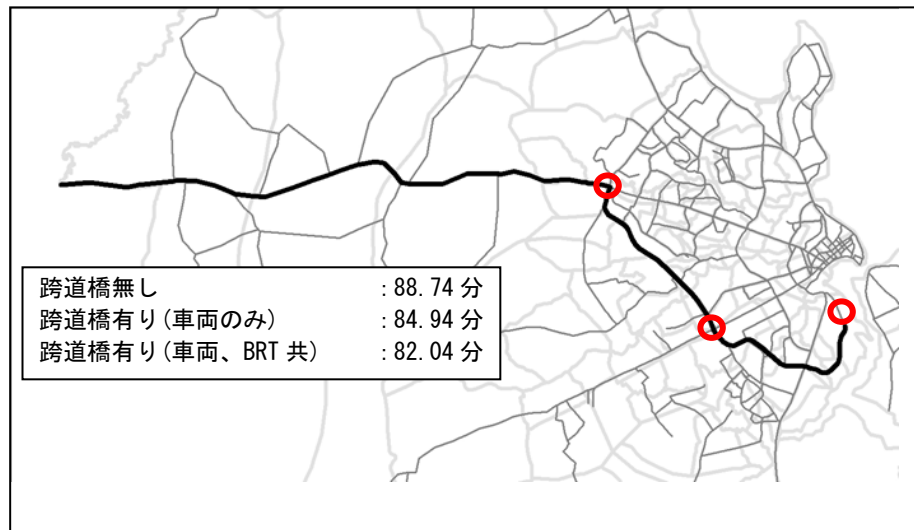 跨道橋無し : 88.74 分
跨道橋有り(車両のみ) : 84.94 分
跨道橋有り(車両、BRT 共) : 82.04 分